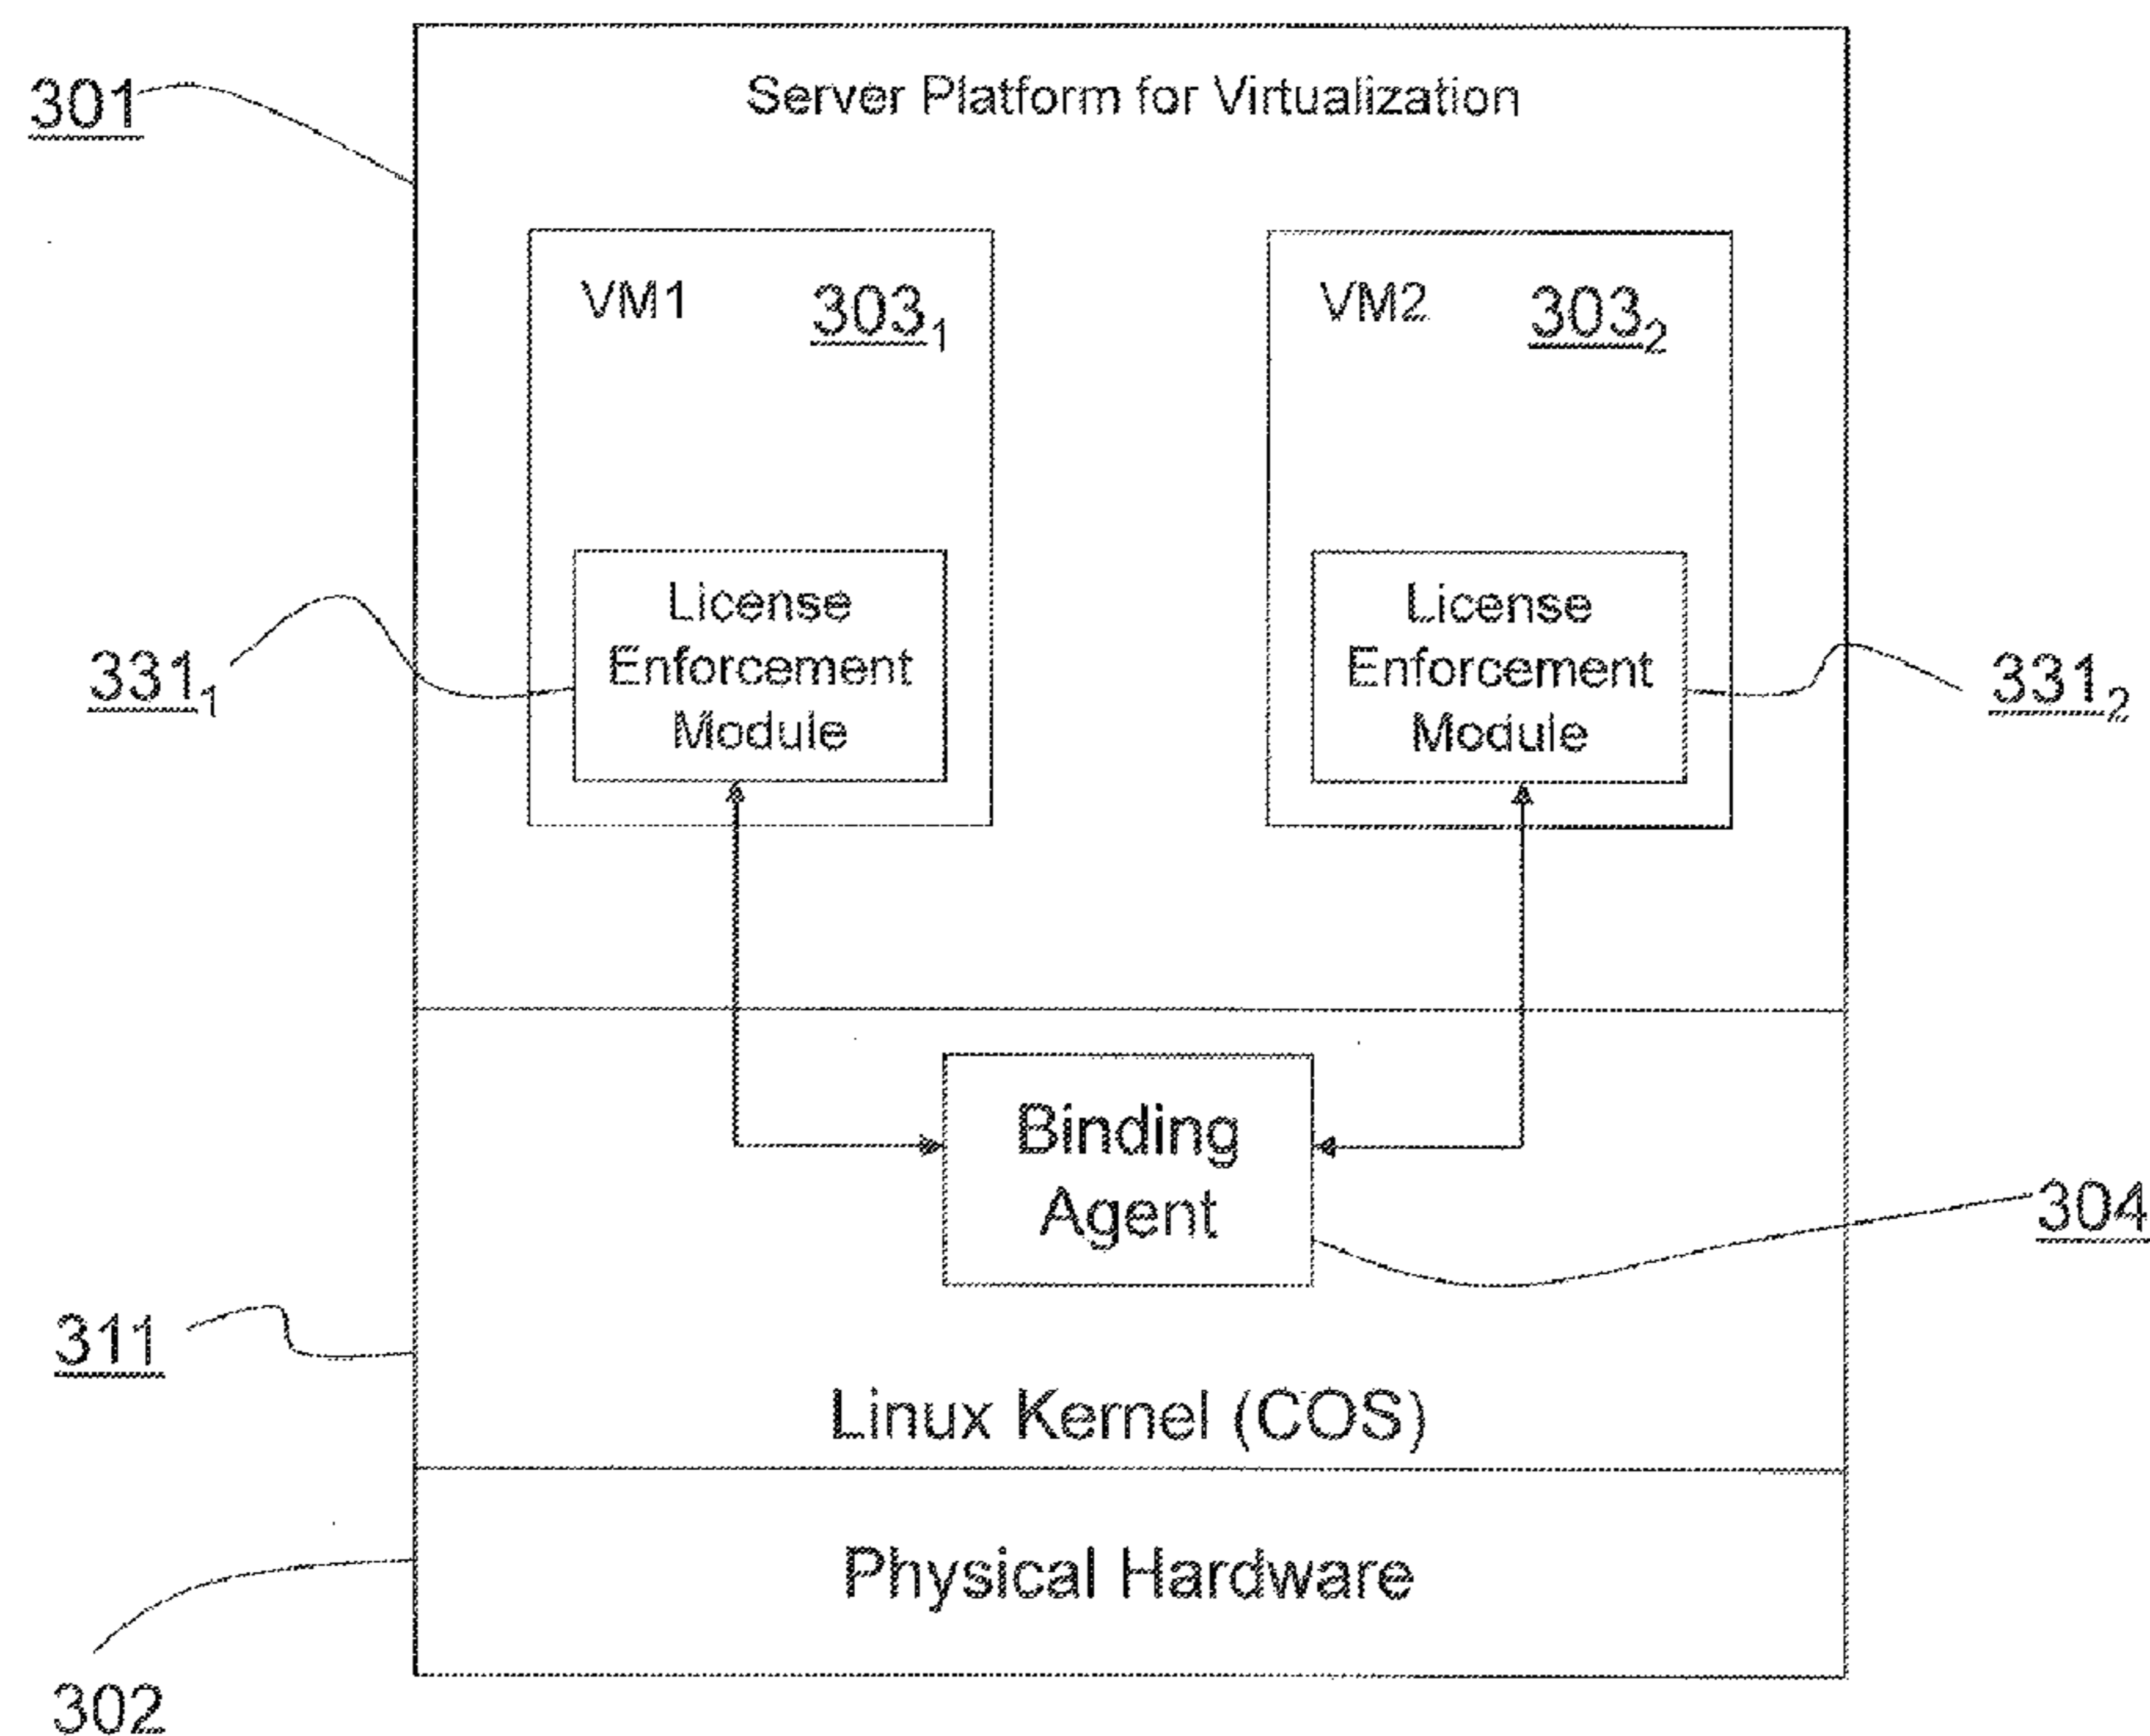 301
Server Platform for Virtualization
VM1
303₁
VM2
303₂
License
Enforcement
Module
License
Enforcement
Module
331₁
331₂
Binding
Agent
304
311
Linux Kernel (COS)
Physical Hardware
302